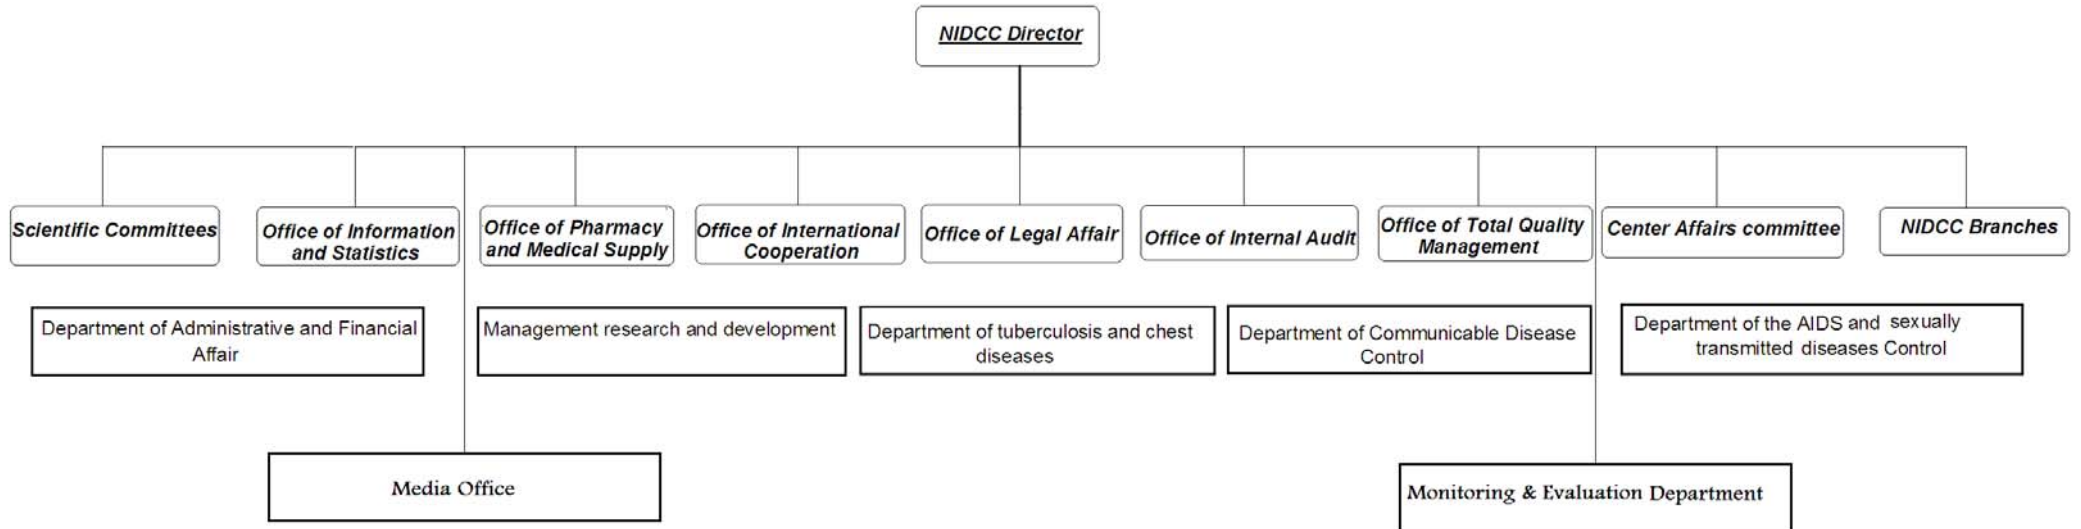 NIDCC Director
Scientific Committees
Office of Information
and Statistics
Office of Pharmacy
and Medical Supply
Office of International
Cooperation
Office of Legal Affair
Office of Internal Audit
Office of Total Quality
Management
Center Affairs committee
NIDCC Branches
Department of Administrative and Financial
Affair
Management research and development
Department of tuberculosis and chest
diseases
Department of Communicable Disease
Control
Department of the AIDS and sexually
transmitted diseases Control
Media Office
Monitoring & Evaluation Department